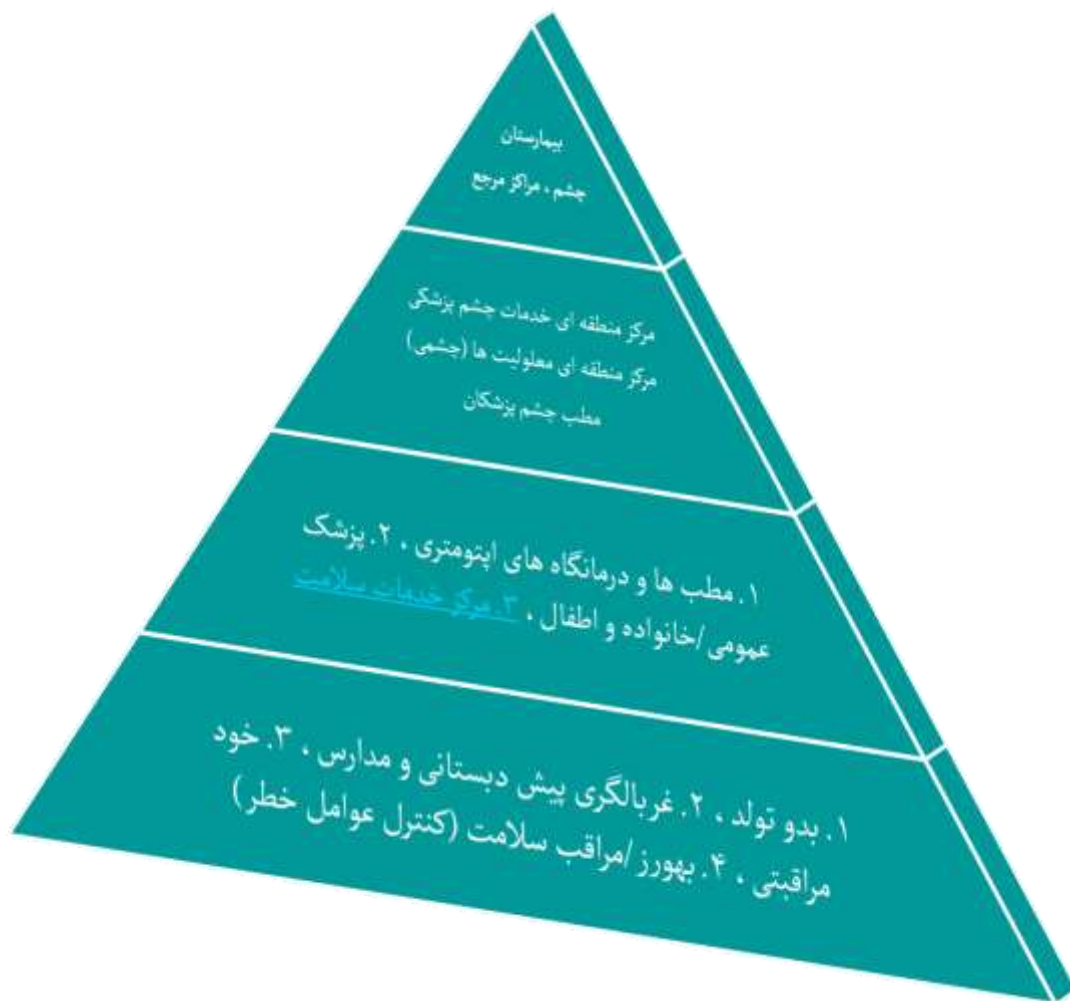 بیمارستان
چشم ، مراکز مرجع
مرکز منطقه ای خدمات چشم پزشکی
مرکز منطقه ای معلولیت ها (چشمی)
مطب چشم پزشکان
۱. مطب ها و درمانگاه های اپتومتری ، ۲. پزشک
عمومی/خانواده و اطفال ، ۳. مرکز خدمات سلامت
۱. بدو تولد ، ۲. غربالگری پیش دبستانی و مدارس ، ۳. خود
مراقبتی ، ۴. بهورز/مراقب سلامت (کنترل عوامل خطر)